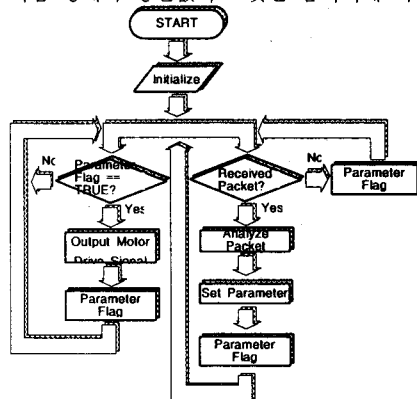 START
Initialize
No
Parameter
Flag ==
TRUE?
Yes
Output Motor
Drive Signal
Parameter
Flag
Received
Packet?
No
Parameter
Flag
Yes
Analyze
Packet
Set Parameter
Parameter
Flag